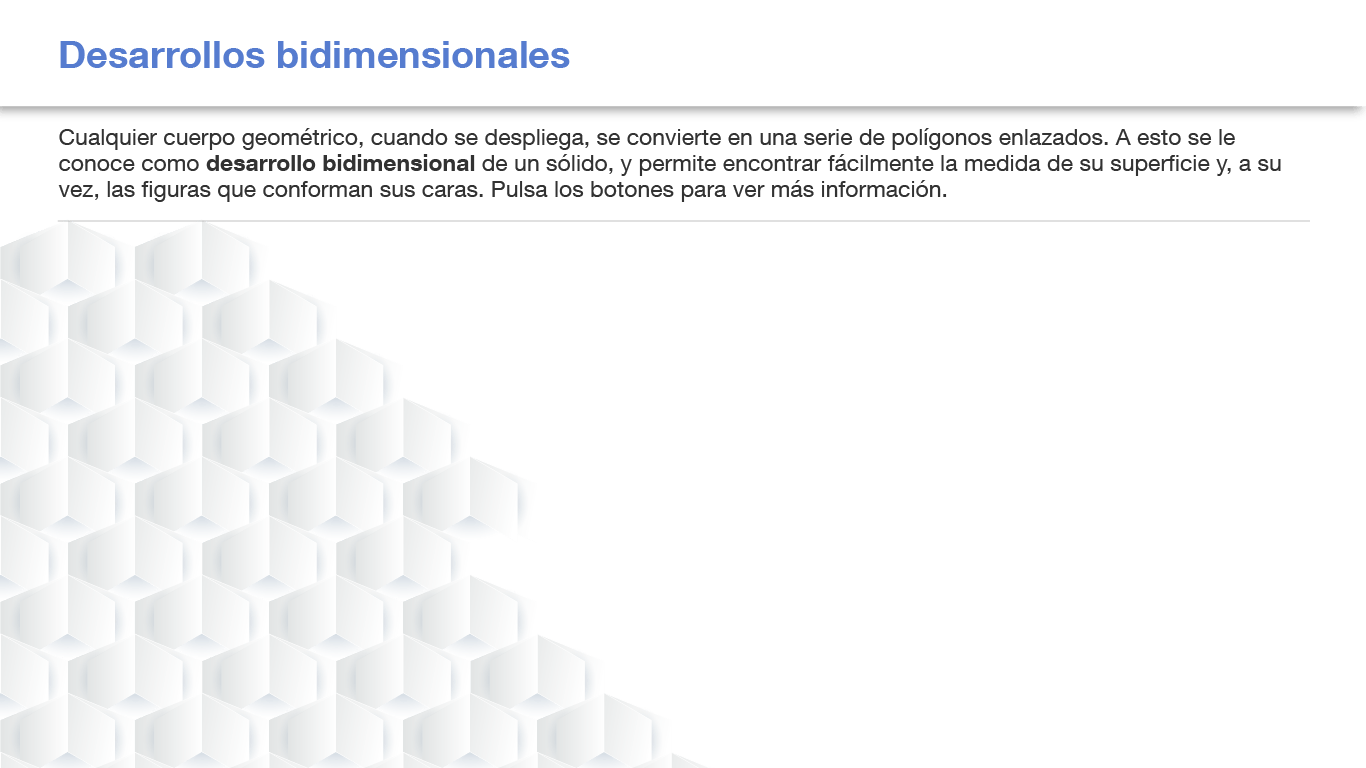 Desarrollos bidimensionales
Cualquier cuerpo geométrico, cuando se despliega, se convierte en una serie de polígonos enlazados. A esto se le
conoce como desarrollo bidimensional de un sólido, y permite encontrar fácilmente la medida de su superficie y, a su
vez, las figuras que conforman sus caras. Pulsa los botones para ver más información.